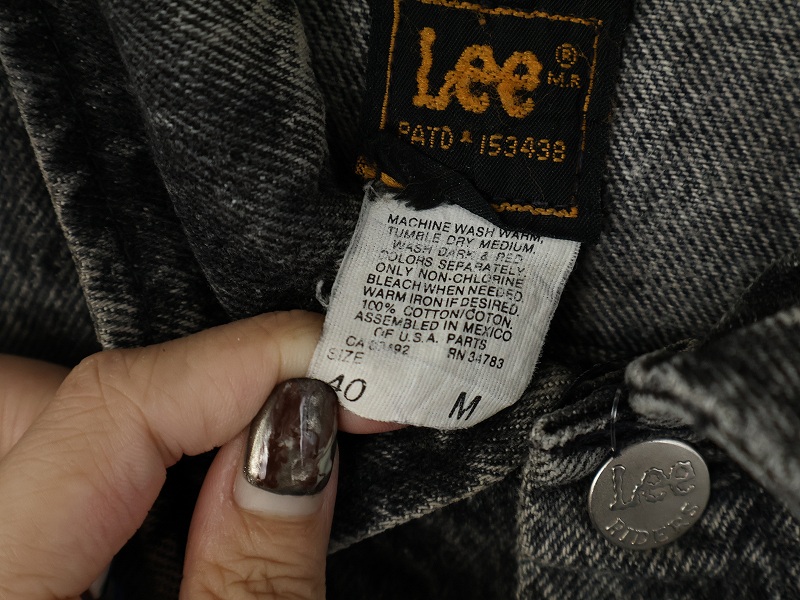 Lee
®
M.R
PATD 153438
MACHINE WASH WARM,
TUMBLE DRY MEDIUM.
WASH DARK & RED
COLORS SEPARATELY.
ONLY NON-CHLORINE
BLEACH WHEN NEEDED.
WARM IRON IF DESIRED.
100% COTTON/COTON.
ASSEMBLED IN MEXICO
OF U.S.A. PARTS
CA RN 34783
SIZE
40 M
Lee
RIDERS